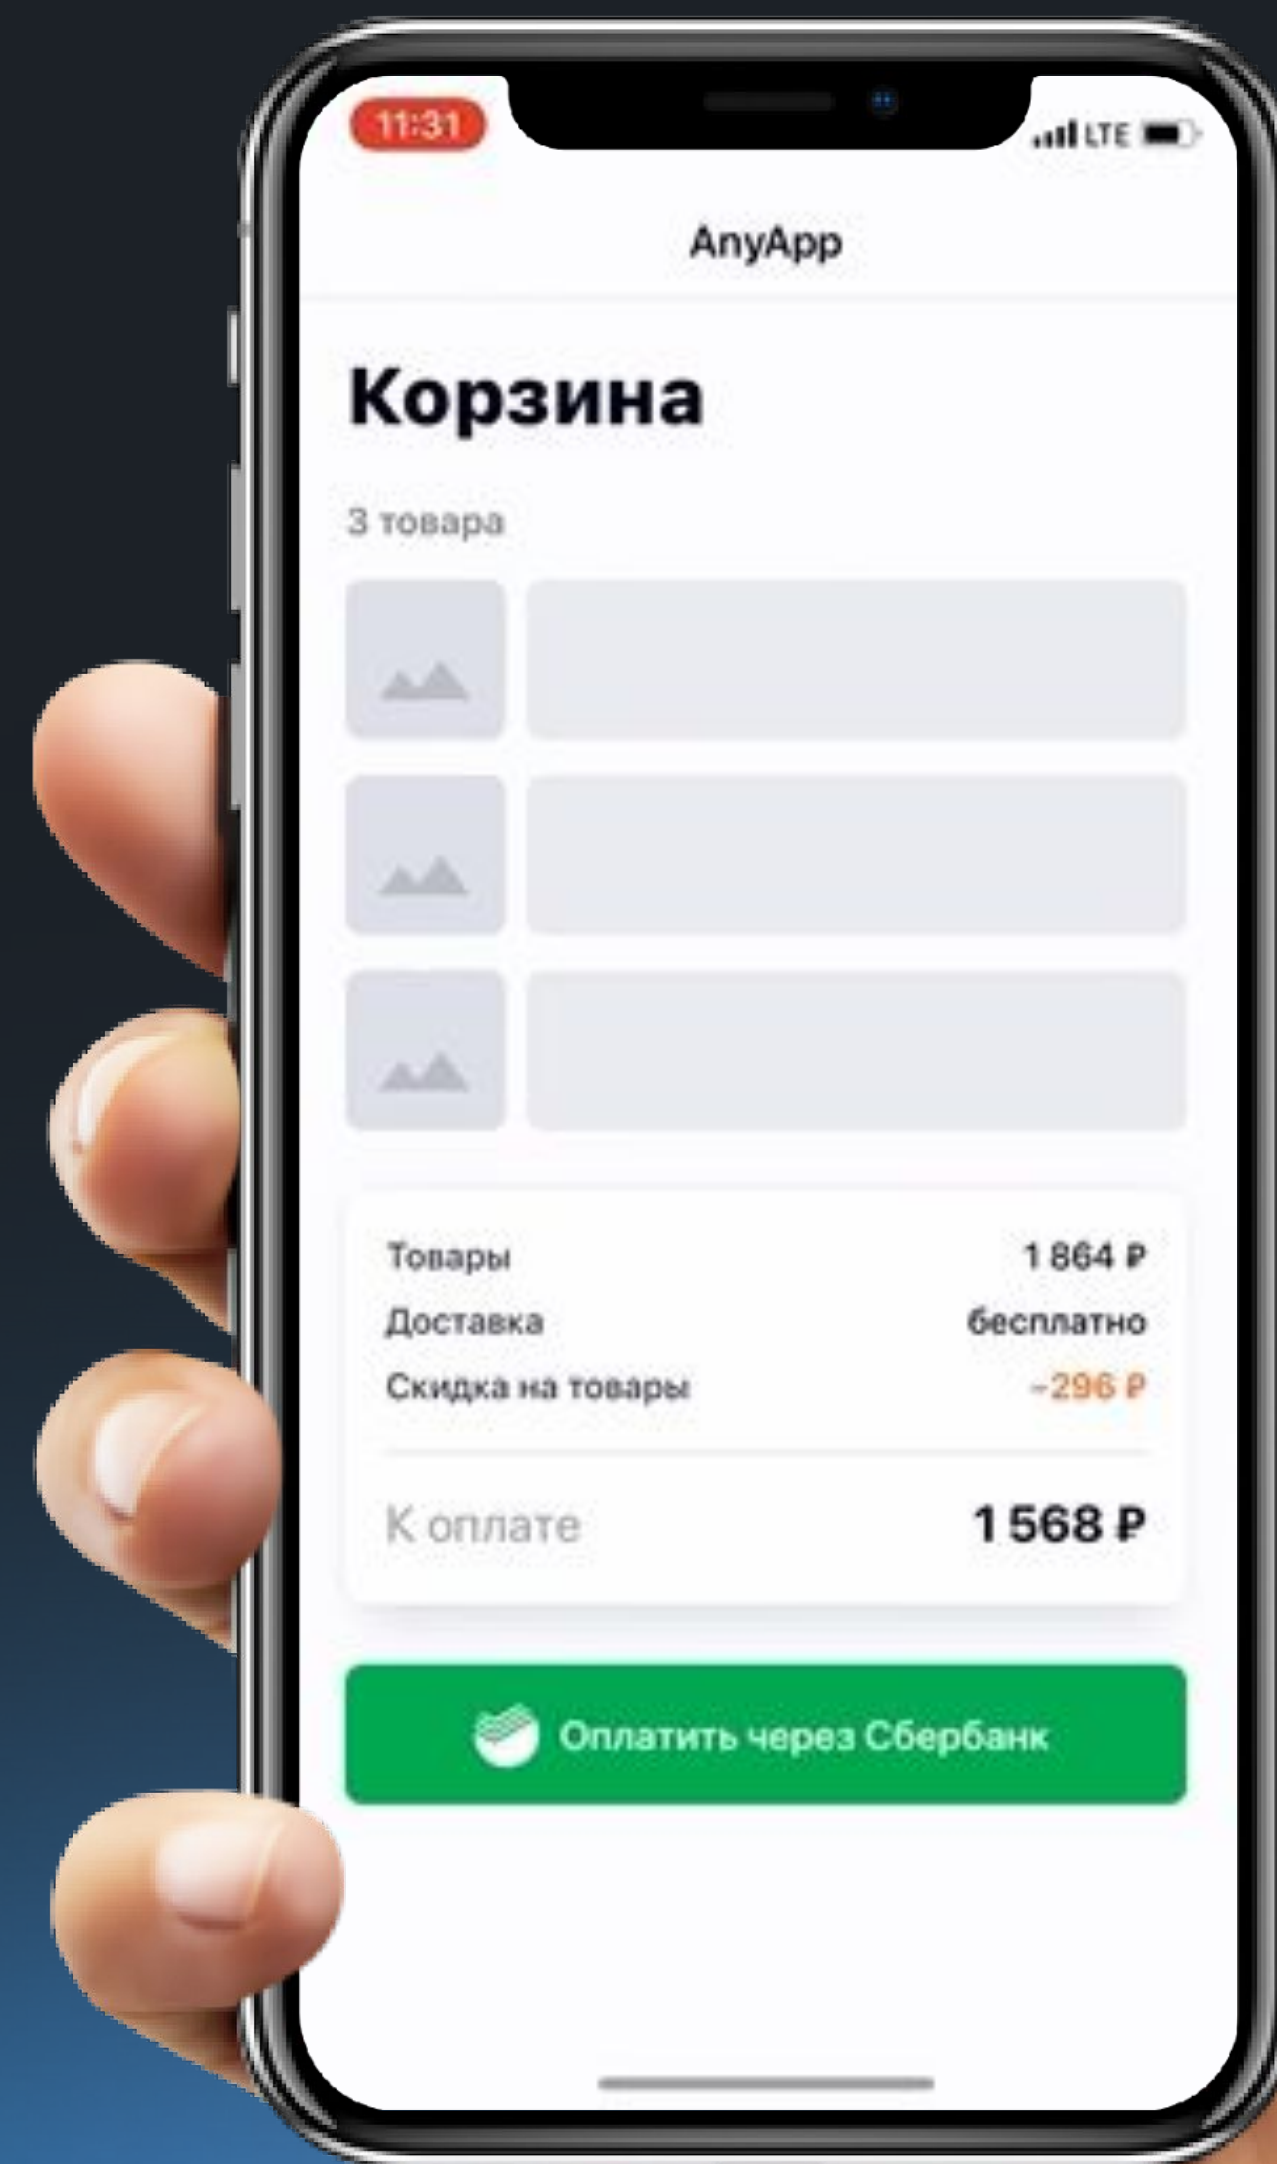 11:31
LTE
AnyApp
Корзина
3 товара
Товары 1 864 ₽
Доставка бесплатно
Скидка на товары -296 ₽
К оплате 1 568 ₽
Оплатить через Сбербанк